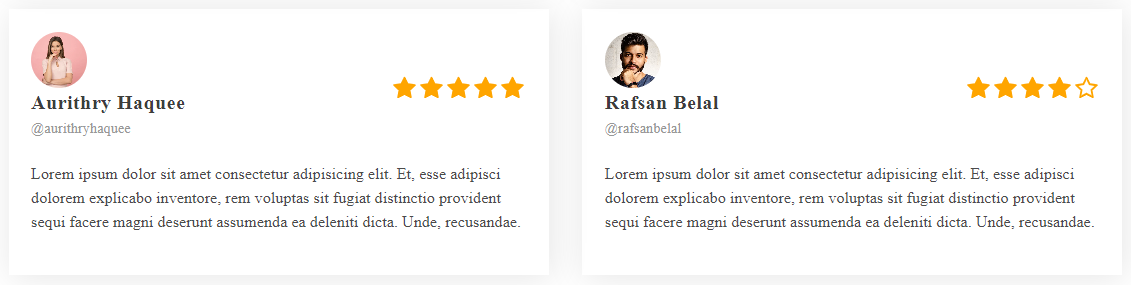 Aurithry Haquee
@aurithryhaquee
Lorem ipsum dolor sit amet consectetur adipisicing elit. Et, esse adipisci
dolorem explicabo inventore, rem voluptas sit fugiat distinctio provident
sequi facere magni deserunt assumenda ea deleniti dicta. Unde, recusandae.
Rafsan Belal
@rafsanbelal
Lorem ipsum dolor sit amet consectetur adipisicing elit. Et, esse adipisci
dolorem explicabo inventore, rem voluptas sit fugiat distinctio provident
sequi facere magni deserunt assumenda ea deleniti dicta. Unde, recusandae.